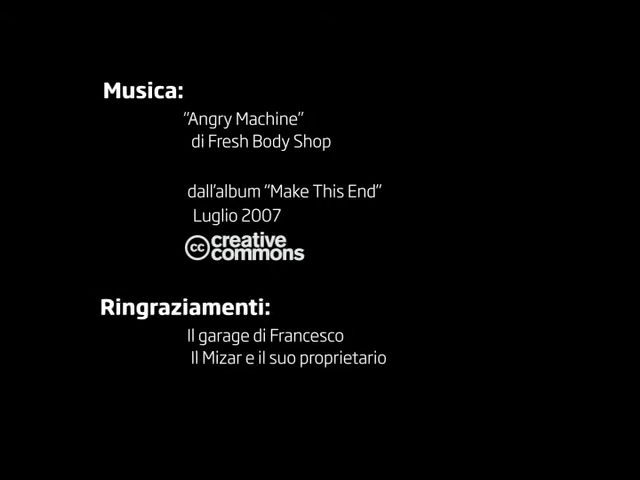 Musica:
"Angry Machine"
di Fresh Body Shop
dall'album "Make This End"
Luglio 2007
cc creative
commons
Ringraziamenti:
Il garage di Francesco
Il Mizar e il suo proprietario